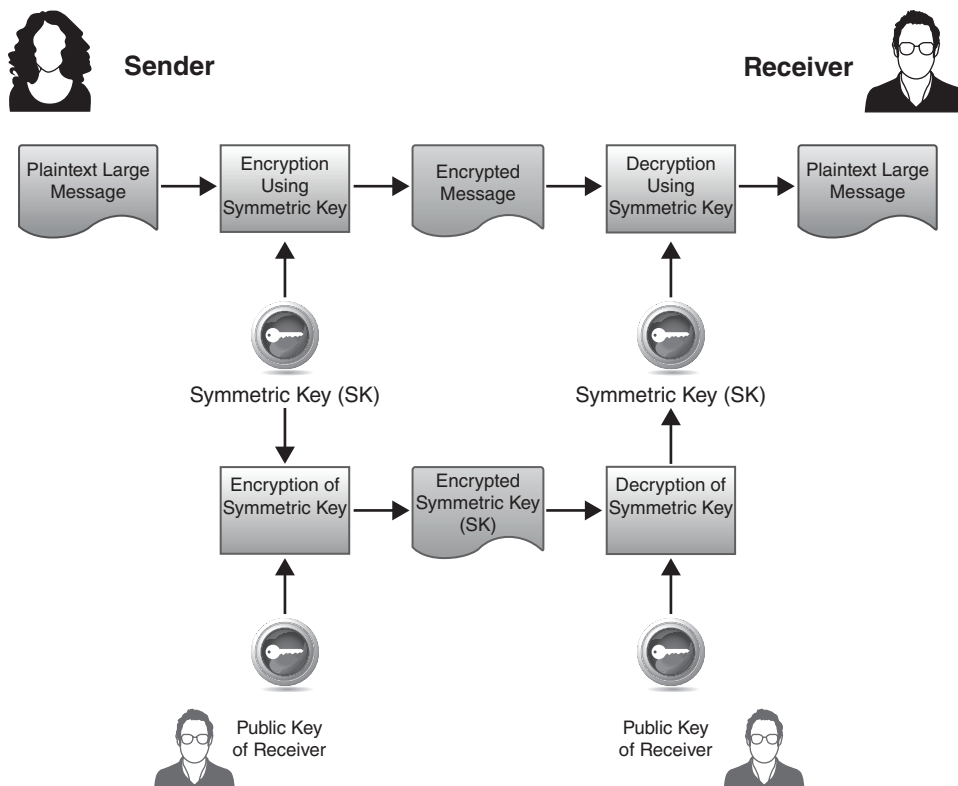 Sender
Receiver
Plaintext Large
Message
Encryption
Using
Symmetric Key
Encrypted
Message
Decryption
Using
Symmetric Key
Plaintext Large
Message
Symmetric Key (SK)
Symmetric Key (SK)
Encryption of
Symmetric Key
Encrypted
Symmetric Key
(SK)
Decryption of
Symmetric Key
Public Key
of Receiver
Public Key
of Receiver